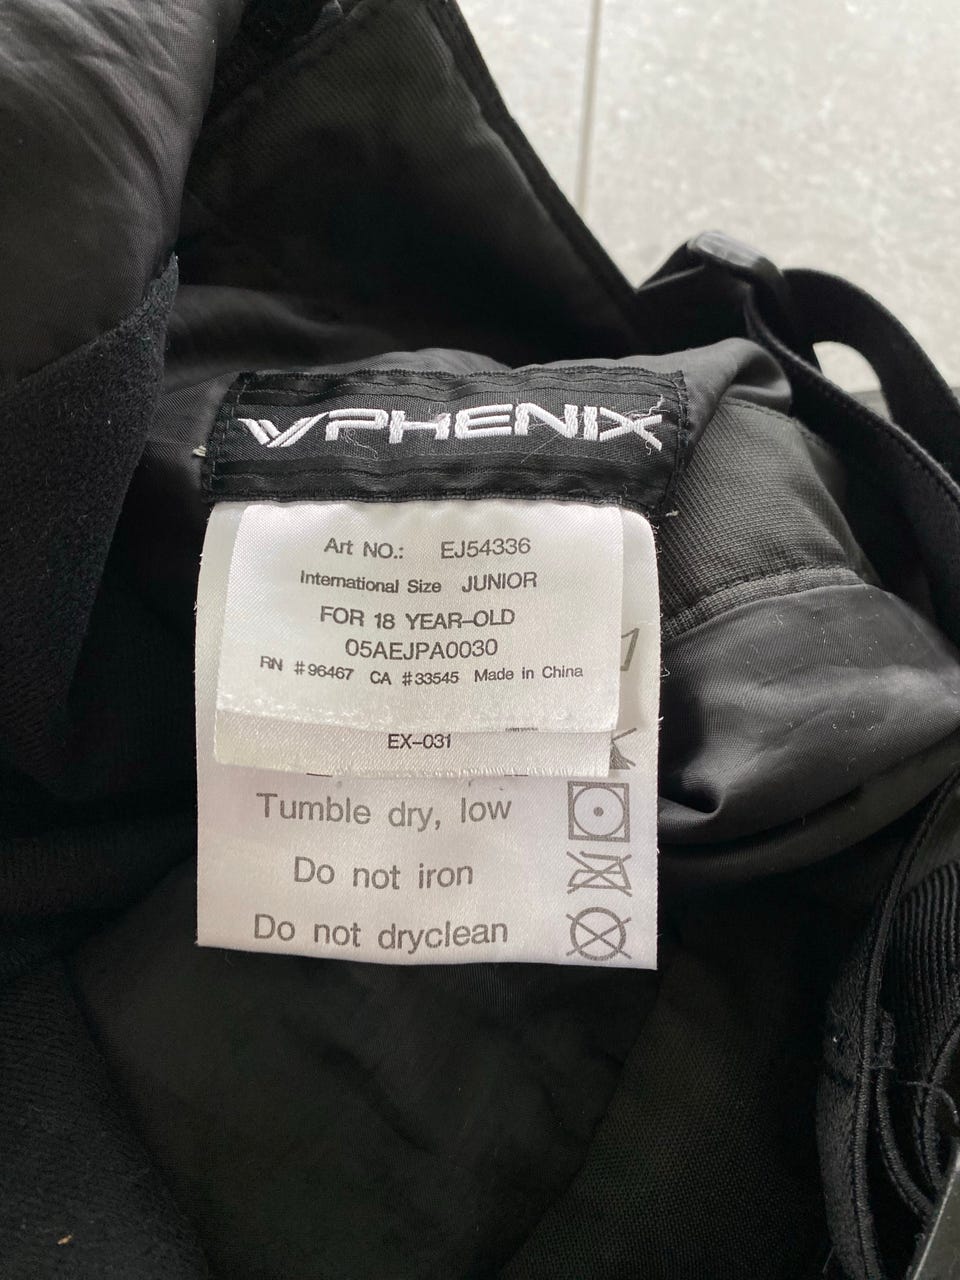 PHENIX
Art NO.: EJ54336
International Size JUNIOR
FOR 18 YEAR-OLD
05AEJPA0030
RN #96467 CA #33545 Made in China
EX-031
Tumble dry, low
Do not iron
Do not dryclean